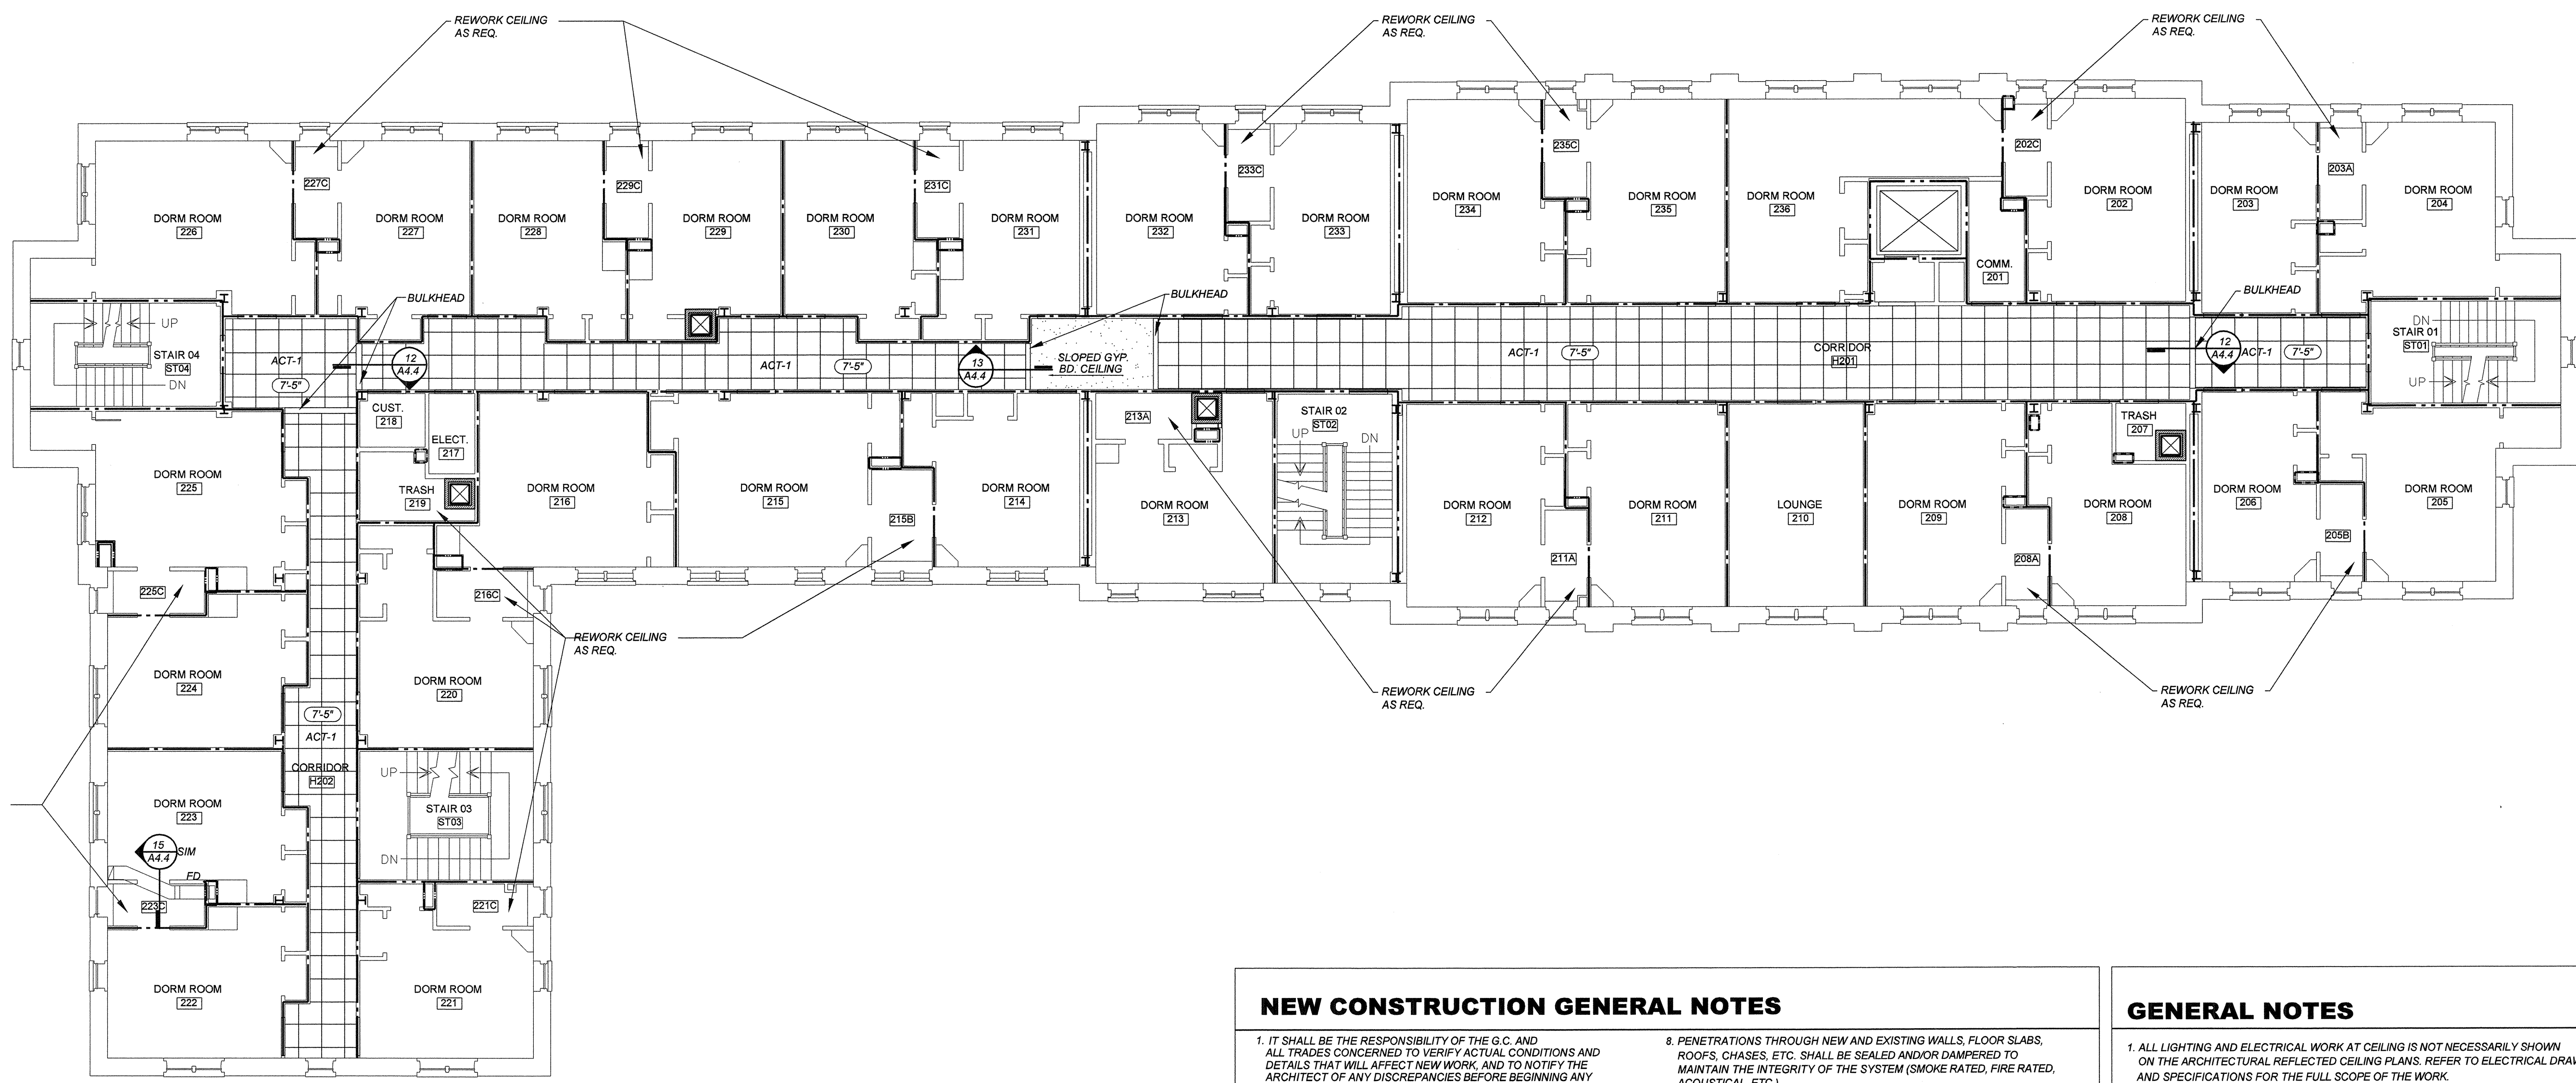 REWORK CEILING
AS REQ.
REWORK CEILING
AS REQ.
REWORK CEILING
AS REQ.
227C
229C
231C
233C
235C
202C
203A
DORM ROOM
226
DORM ROOM
227
DORM ROOM
228
DORM ROOM
229
DORM ROOM
230
DORM ROOM
231
DORM ROOM
232
DORM ROOM
233
DORM ROOM
234
DORM ROOM
235
DORM ROOM
236
COMM.
201
DORM ROOM
202
DORM ROOM
203
DORM ROOM
204
BULKHEAD
BULKHEAD
BULKHEAD
UP
STAIR 04
ST04
DN
ACT-1
7'-5"
12
A4.4
ACT-1
7'-5"
13
A4.4
SLOPED GYP.
BD. CEILING
ACT-1
7'-5"
CORRIDOR
H201
12
A4.4
ACT-1
7'-5"
DN
STAIR 01
ST01
UP
CUST.
218
ELECT.
217
TRASH
219
213A
STAIR 02
ST02
UP
DN
TRASH
207
DORM ROOM
225
DORM ROOM
216
DORM ROOM
215
215B
DORM ROOM
214
DORM ROOM
213
DORM ROOM
212
211A
DORM ROOM
211
LOUNGE
210
DORM ROOM
209
208A
DORM ROOM
208
DORM ROOM
206
205B
DORM ROOM
205
225C
216C
REWORK CEILING
AS REQ.
REWORK CEILING
AS REQ.
REWORK CEILING
AS REQ.
DORM ROOM
224
DORM ROOM
220
7'-5"
ACT-1
CORRIDOR
H202
UP
STAIR 03
ST03
DN
DORM ROOM
223
15
A4.4
SIM
FD
223C
221C
DORM ROOM
222
DORM ROOM
221
NEW CONSTRUCTION GENERAL NOTES
1. IT SHALL BE THE RESPONSIBILITY OF THE G.C. AND
ALL TRADES CONCERNED TO VERIFY ACTUAL CONDITIONS AND
DETAILS THAT WILL AFFECT NEW WORK, AND TO NOTIFY THE
ARCHITECT OF ANY DISCREPANCIES BEFORE BEGINNING ANY
8. PENETRATIONS THROUGH NEW AND EXISTING WALLS, FLOOR SLABS,
ROOFS, CHASES, ETC. SHALL BE SEALED AND/OR DAMPERED TO
MAINTAIN THE INTEGRITY OF THE SYSTEM (SMOKE RATED, FIRE RATED,
ACOUSTICAL, ETC.)
GENERAL NOTES
1. ALL LIGHTING AND ELECTRICAL WORK AT CEILING IS NOT NECESSARILY SHOWN
ON THE ARCHITECTURAL REFLECTED CEILING PLANS. REFER TO ELECTRICAL DRAW
AND SPECIFICATIONS FOR THE FULL SCOPE OF THE WORK.